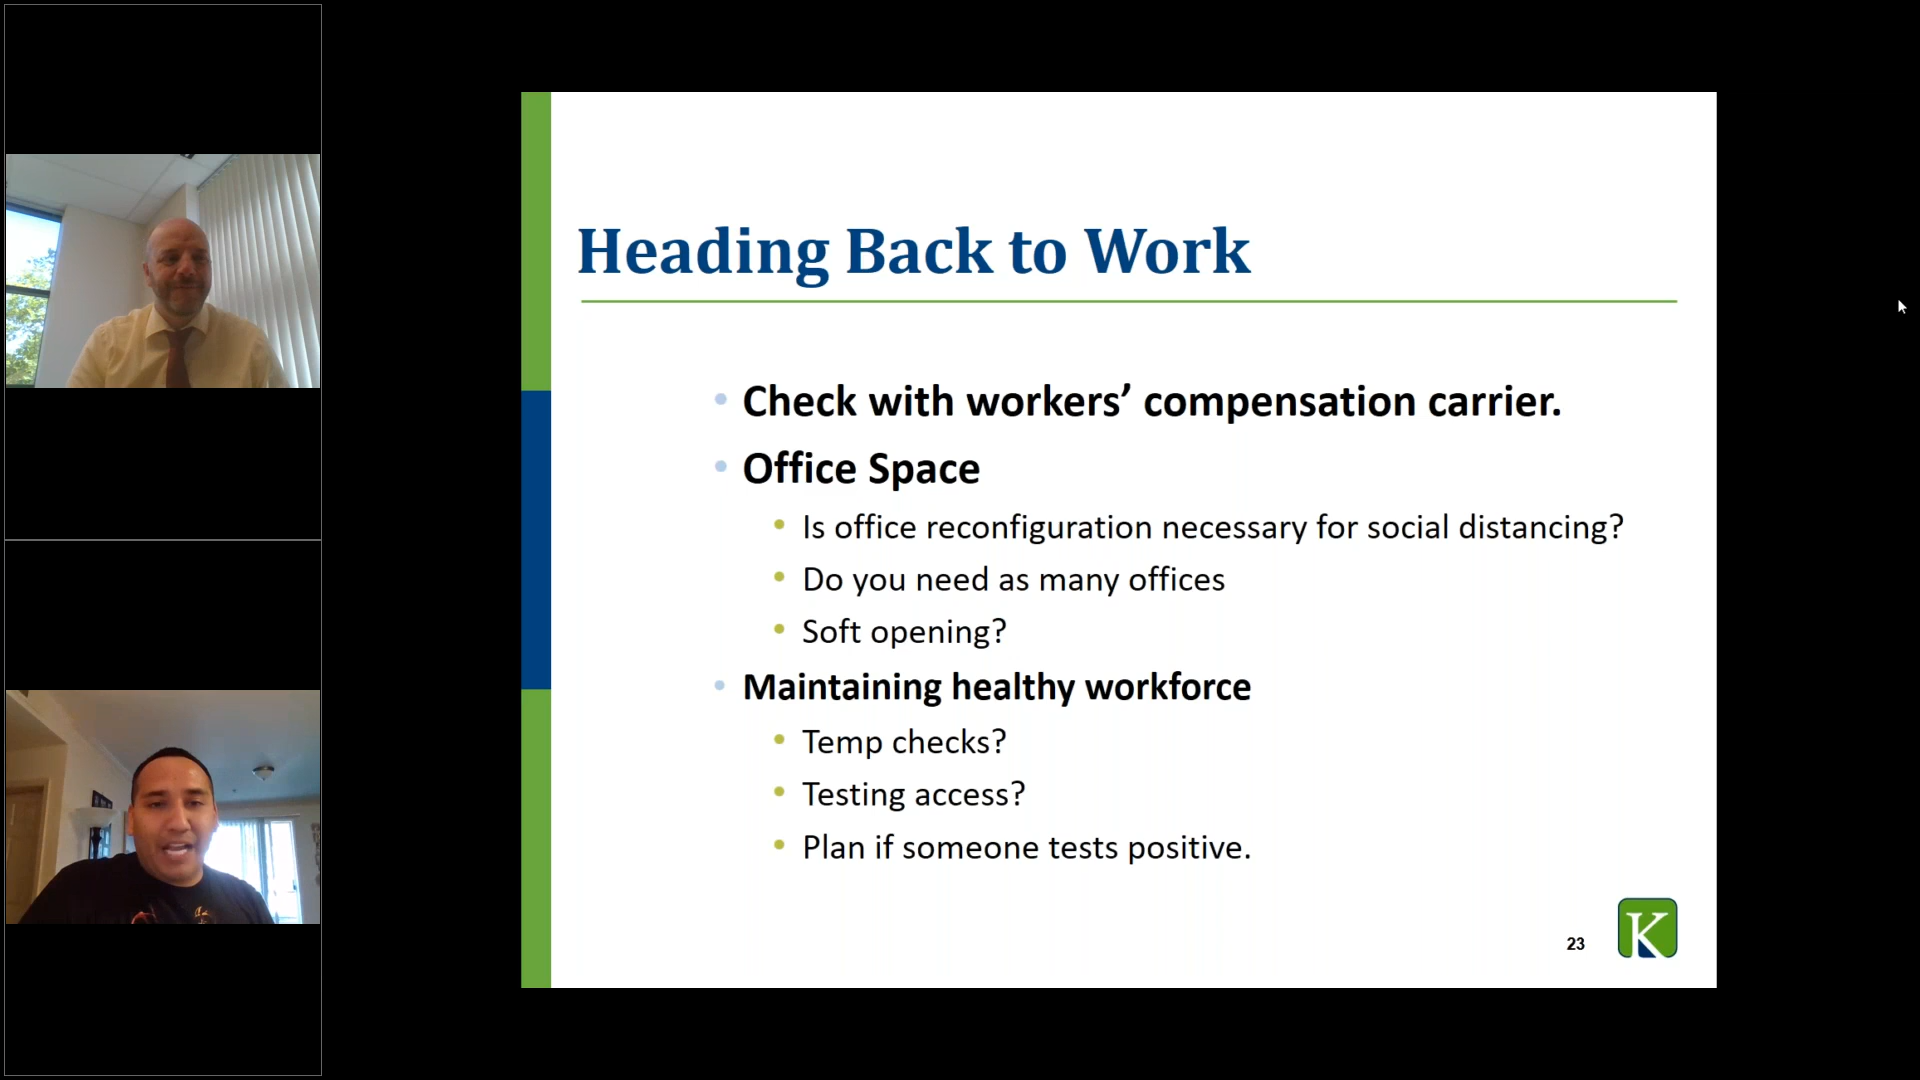 Heading Back to Work
Check with workers’ compensation carrier.
Office Space
Is office reconfiguration necessary for social distancing?
Do you need as many offices
Soft opening?
Maintaining healthy workforce
Temp checks?
Testing access?
Plan if someone tests positive.
23
K